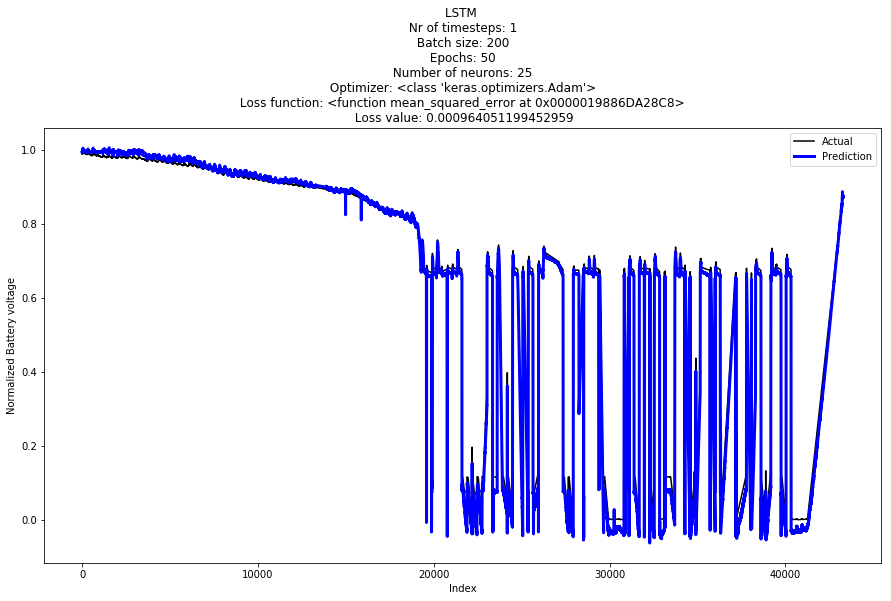 LSTM
Nr of timesteps: 1
Batch size: 200
Epochs: 50
Number of neurons: 25
Optimizer: <class 'keras.optimizers.Adam'>
Loss function: <function mean_squared_error at 0x0000019886DA28C8>
Loss value: 0.000964051199452959
Actual
Prediction
1.0
0.8
0.6
0.4
0.2
0.0
Normalized Battery voltage
0 10000 20000 30000 40000
Index